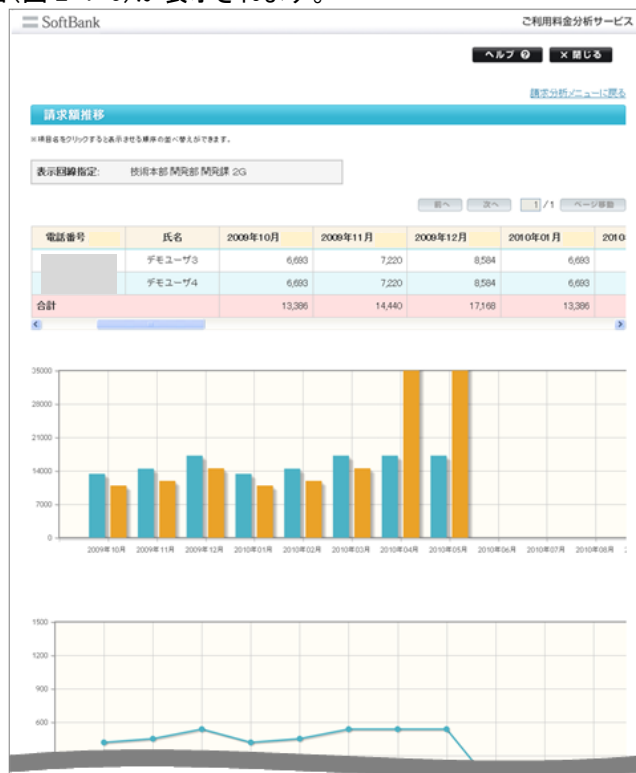 が表示されます。
SoftBank ご利用料金分析サービス
ヘルプ ? ×閉じる
請求分析メニューに戻る
請求額推移
※項目名をクリックすると表示させる順序の並べ替えができます。
表示回線指定: 技術本部 開発部 開発課 2G
前へ 次へ 1 / 1 ページ移動
電話番号 氏名 2009年10月 2009年11月 2009年12月 2010年01月 2010
デモユーザ3 6,693 7,220 8,584 6,693
デモユーザ4 6,693 7,220 8,584 6,693
合計 13,386 14,440 17,168 13,386
35000
28000
21000
14000
7000
0
2009年10月 2009年11月 2009年12月 2010年01月 2010年02月 2010年03月 2010年04月 2010年05月 2010年06月 2010年07月 2010年08月
1500
1200
900
600